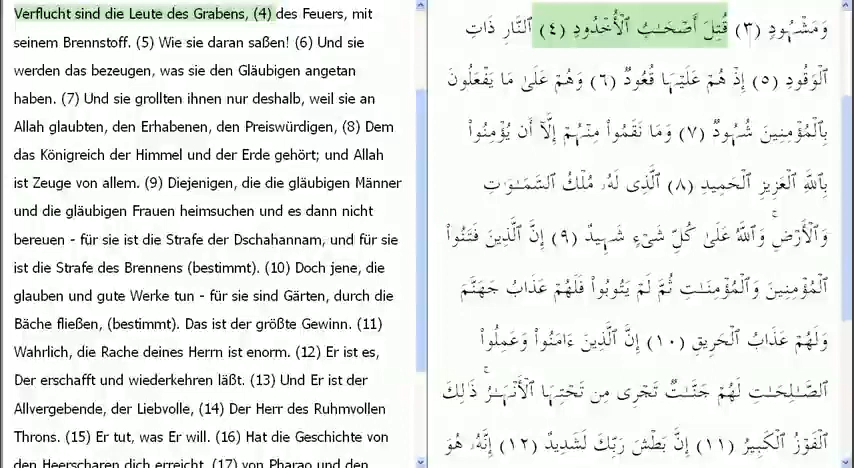 Verflucht sind die Leute des Grabens, (4) des Feuers, mit
seinem Brennstoff. (5) Wie sie daran saßen! (6) Und sie
werden das bezeugen, was sie den Gläubigen angetan
haben. (7) Und sie grollten ihnen nur deshalb, weil sie an
Allah glaubten, den Erhabenen, den Preiswürdigen, (8) Dem
das Königreich der Himmel und der Erde gehört; und Allah
ist Zeuge von allem. (9) Diejenigen, die die gläubigen Männer
und die gläubigen Frauen heimsuchen und es dann nicht
bereuen - für sie ist die Strafe der Dschahannam, und für sie
ist die Strafe des Brennens (bestimmt). (10) Doch jene, die
glauben und gute Werke tun - für sie sind Gärten, durch die
Bäche fließen, (bestimmt). Das ist der größte Gewinn. (11)
Wahrlich, die Rache deines Herrn ist enorm. (12) Er ist es,
Der erschafft und wiederkehren läßt. (13) Und Er ist der
Allvergebende, der Liebvolle, (14) Der Herr des Ruhmvollen
Throns. (15) Er tut, was Er will. (16) Hat die Geschichte von
den Heerscharen dich erreicht, (17) von Pharao und den
وَمَشْهُودٍ (٣) قُتِلَ أَصْحَـٰبُ ٱلْأُخْدُودِ (٤) ٱلنَّارِ ذَاتِ
ٱلْوَقُودِ (٥) إِذْ هُمْ عَلَيْهَا قُعُودٌ (٦) وَهُمْ عَلَىٰ مَا يَفْعَلُونَ
بِٱلْمُؤْمِنِينَ شُهُودٌ (٧) وَمَا نَقَمُوا۟ مِنْهُمْ إِلَّآ أَن يُؤْمِنُوا۟
بِٱللَّهِ ٱلْعَزِيزِ ٱلْحَمِيدِ (٨) ٱلَّذِى لَهُۥ مُلْكُ ٱلسَّمَـٰوَٰتِ
وَٱلْأَرْضِ ۚ وَٱللَّهُ عَلَىٰ كُلِّ شَىْءٍ شَهِيدٌ (٩) إِنَّ ٱلَّذِينَ فَتَنُوا۟
ٱلْمُؤْمِنِينَ وَٱلْمُؤْمِنَـٰتِ ثُمَّ لَمْ يَتُوبُوا۟ فَلَهُمْ عَذَابُ جَهَنَّمَ
وَلَهُمْ عَذَابُ ٱلْحَرِيقِ (١٠) إِنَّ ٱلَّذِينَ ءَامَنُوا۟ وَعَمِلُوا۟
ٱلصَّـٰلِحَـٰتِ لَهُمْ جَنَّـٰتٌ تَجْرِى مِن تَحْتِهَا ٱلْأَنْهَـٰرُ ۚ ذَٰلِكَ
ٱلْفَوْزُ ٱلْكَبِيرُ (١١) إِنَّ بَطْشَ رَبِّكَ لَشَدِيدٌ (١٢) إِنَّهُۥ هُوَ